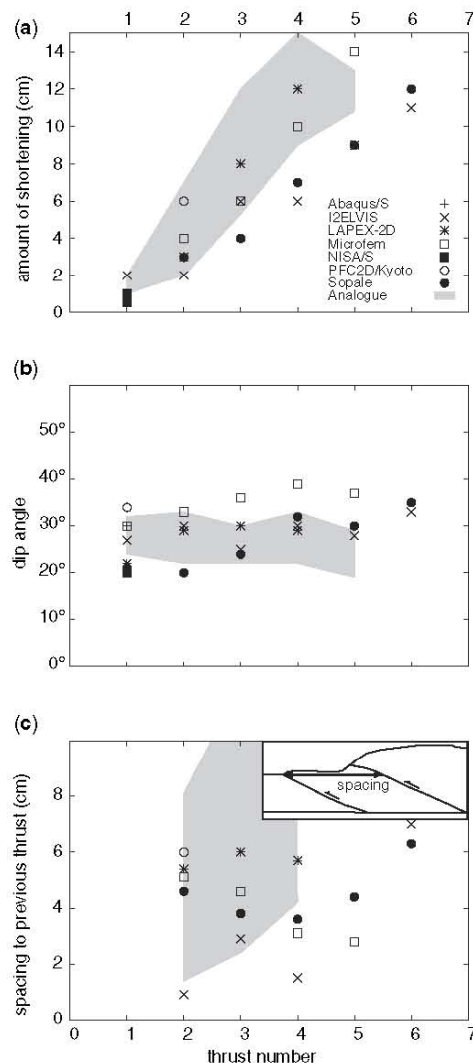 (a)
1 2 3 4 5 6 7
14
12
10
8
6
4
2
0
amount of shortening (cm)
Abaqus/S
I2ELVIS
LAPEX-2D
Microfem
NISA/S
PFC2D/Kyoto
Sopale
Analogue
(b)
50°
40°
30°
20°
10°
0°
dip angle
(c)
8
6
4
2
0
spacing to previous thrust (cm)
spacing
0 1 2 3 4 5 6 7
thrust number